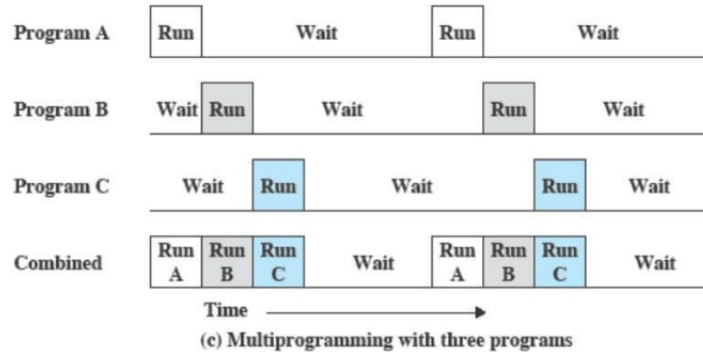 Program A Run Wait Run Wait
Program B Wait Run Wait Run Wait
Program C Wait Run Wait Run Wait
Combined Run A Run B Run C Wait Run A Run B Run C Wait
Time
(c) Multiprogramming with three programs